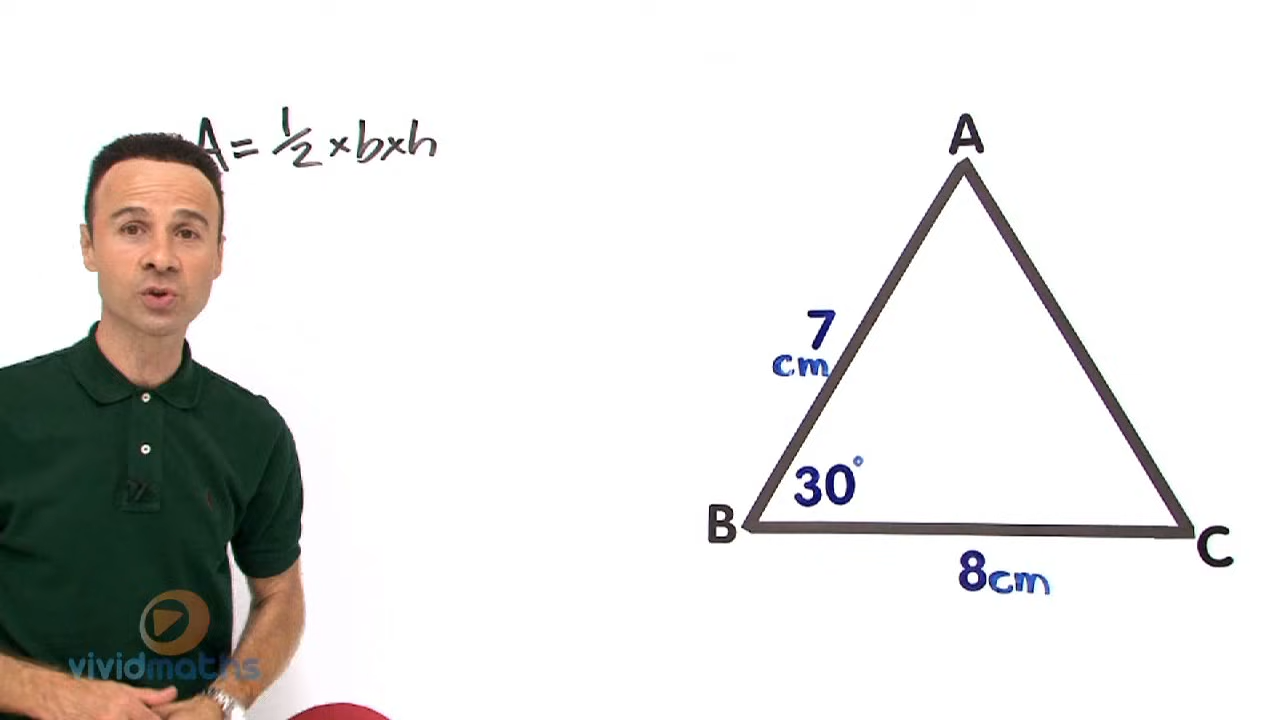 A = 1/2 × b × h
A
7
cm
30°
B
C
8cm
vividmaths